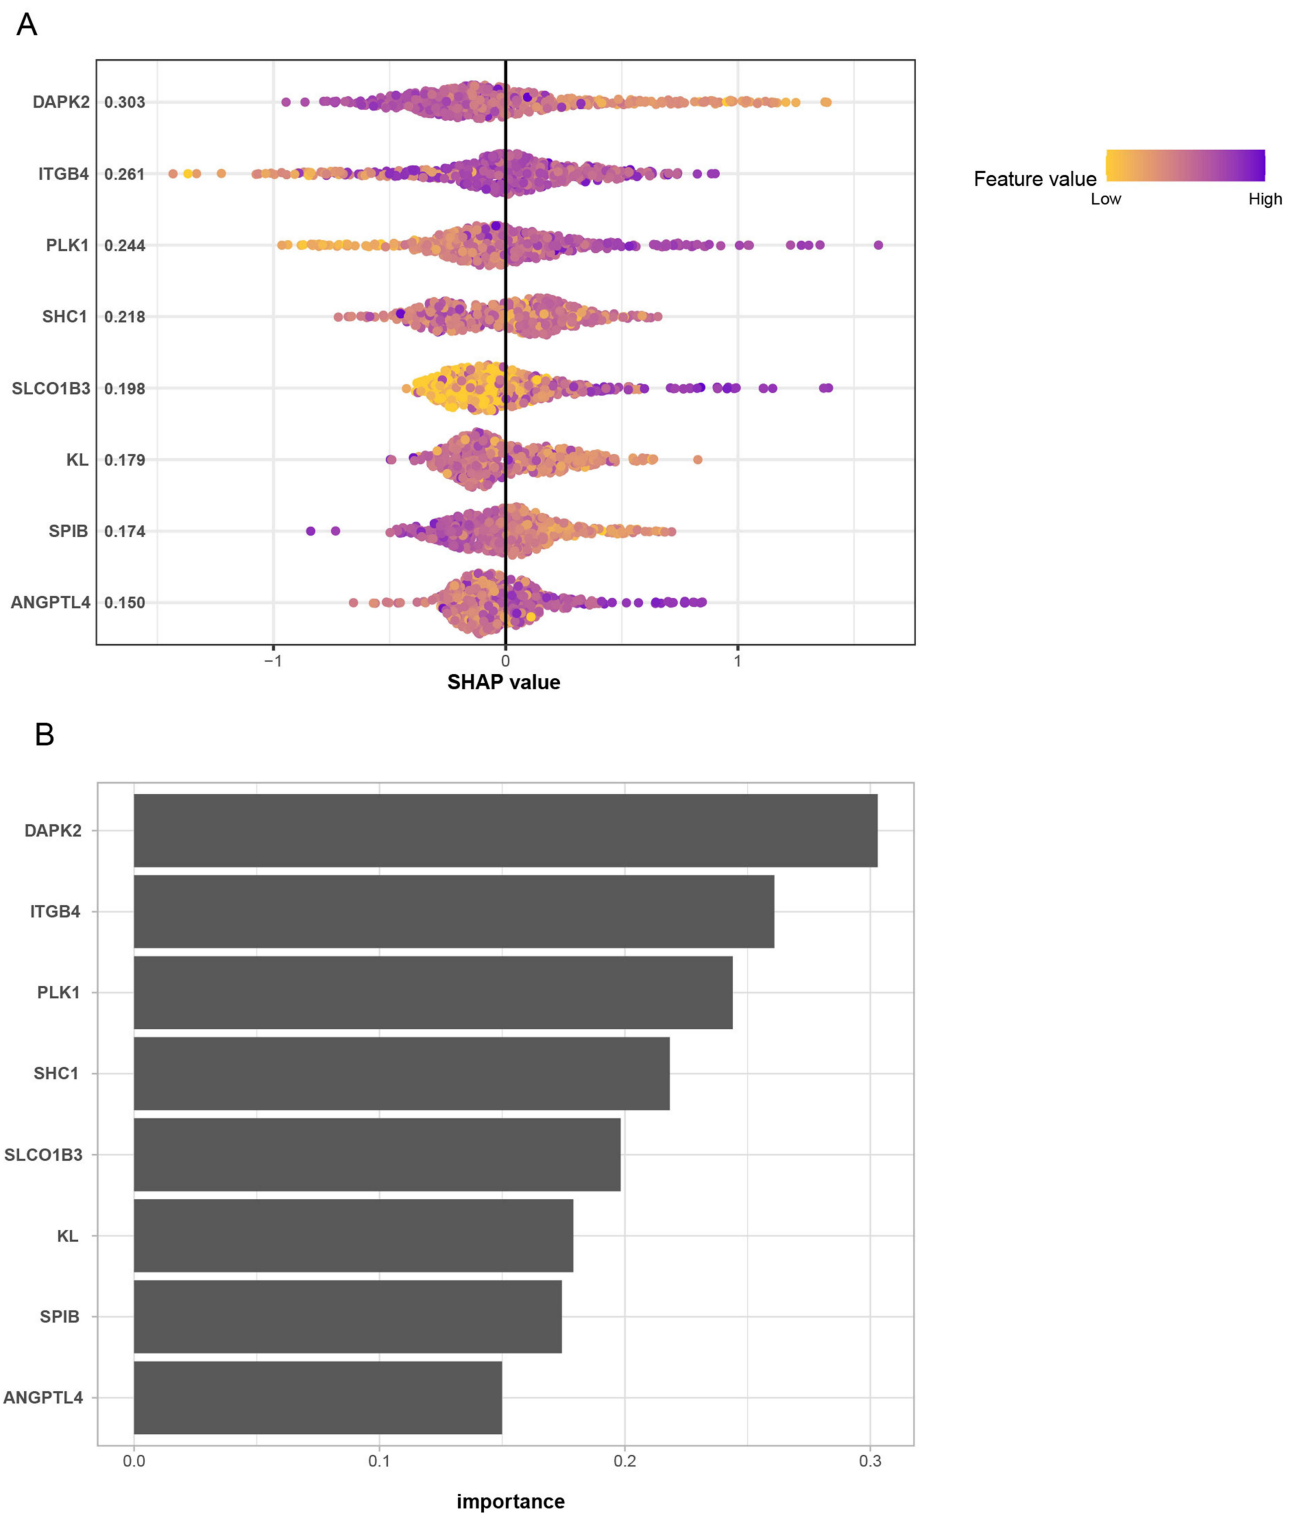 A
DAPK2 0.303
ITGB4 0.261
PLK1 0.244
SHC1 0.218
SLCO1B3 0.198
KL 0.179
SPIB 0.174
ANGPTL4 0.150
−1 0 1
SHAP value
Feature value
Low High
B
DAPK2
ITGB4
PLK1
SHC1
SLCO1B3
KL
SPIB
ANGPTL4
0.0 0.1 0.2 0.3
importance